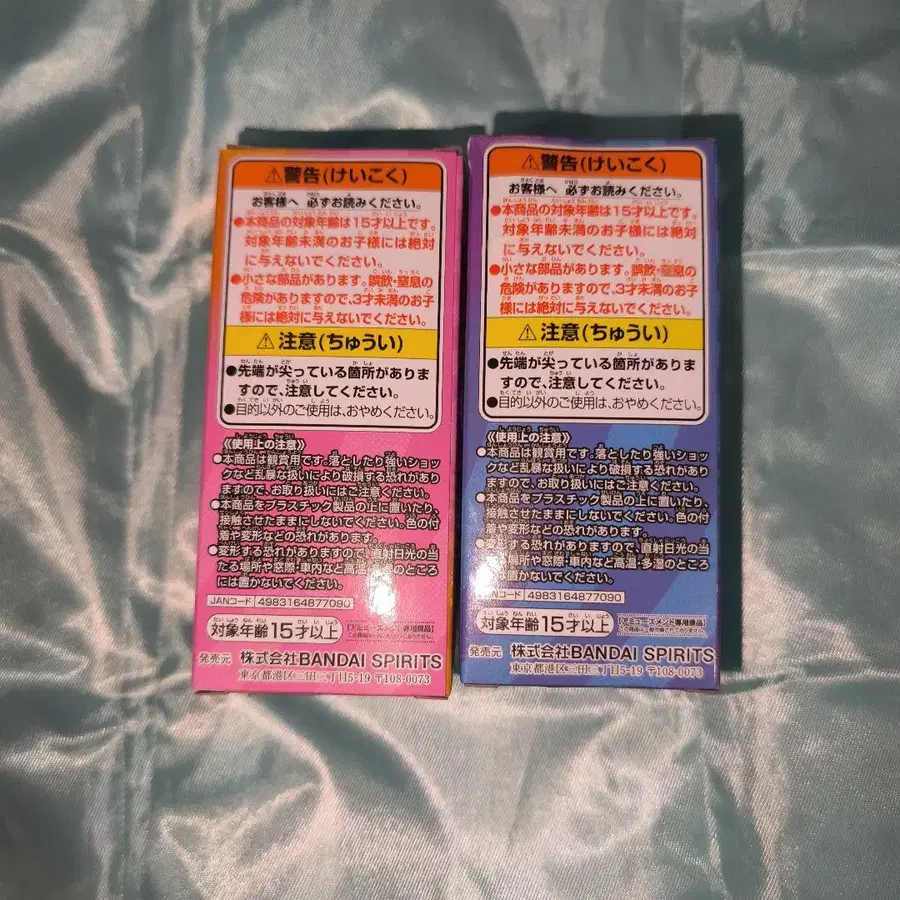 ⚠警告(けいこく)
お客様へ 必ずお読みください。
●本商品の対象年齢は15才以上です。
対象年齢未満のお子様には絶対
に与えないでください。
●小さな部品があります。誤飲・窒息の
危険がありますので、3才未満のお子
様には絶対に与えないでください。
⚠注意(ちゅうい)
●先端が尖っている箇所がありま
すので、注意してください。
●目的以外のご使用は、おやめください。
《使用上の注意》
●本商品は観賞用です。落としたり強いショッ
クなど乱暴な扱いにより破損する恐れがあり
ますので、お取り扱いにはご注意ください。
●本商品をプラスチック製品の上に置いたり、
接触させたままにしないでください。色の付
着や変形などの恐れがあります。
●変形する恐れがありますので、直射日光の当
たる場所や窓際・車内など高温・多湿のところ
には置かないでください。
JANコード 4983164877090
対象年齢15才以上
【アミューズメント専用景品】
発売元 株式会社BANDAI SPIRITS
東京都港区三田三丁目5-19 〒108-0073
⚠警告(けいこく)
お客様へ 必ずお読みください。
●本商品の対象年齢は15才以上です。
対象年齢未満のお子様には絶対
に与えないでください。
●小さな部品があります。誤飲・窒息の
危険がありますので、3才未満のお子
様には絶対に与えないでください。
⚠注意(ちゅうい)
●先端が尖っている箇所がありま
すので、注意してください。
●目的以外のご使用は、おやめください。
《使用上の注意》
●本商品は観賞用です。落としたり強いショッ
クなど乱暴な扱いにより破損する恐れがあり
ますので、お取り扱いにはご注意ください。
●本商品をプラスチック製品の上に置いたり、
接触させたままにしないでください。色の付
着や変形などの恐れがあります。
●変形する恐れがありますので、直射日光の当
る場所や窓際・車内など高温・多湿のところ
は置かないでください。
JANコード 4983164877090
対象年齢15才以上
【アミューズメント専用景品】
発売元 株式会社BANDAI SPIRITS
東京都港区三田三丁目5-19 〒108-0073